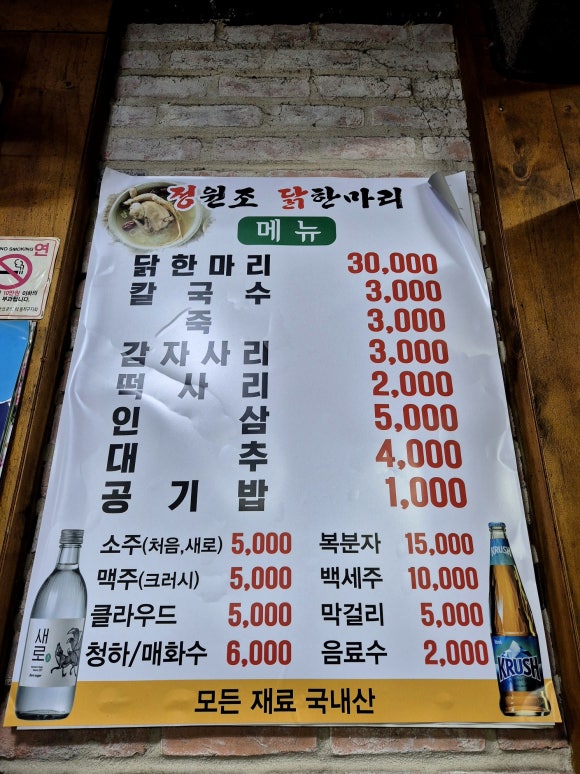 정원조 닭한마리
메뉴
닭한마리 30,000
칼국수 3,000
죽 3,000
감자사리 3,000
떡사리 2,000
인삼 5,000
대추 4,000
공기밥 1,000
소주(처음,새로) 5,000 복분자 15,000
맥주(크러시) 5,000 백세주 10,000
클라우드 5,000 막걸리 5,000
청하/매화수 6,000 음료수 2,000
모든 재료 국내산
NO SMOKING 연
새로
KRUSH
KRUSH